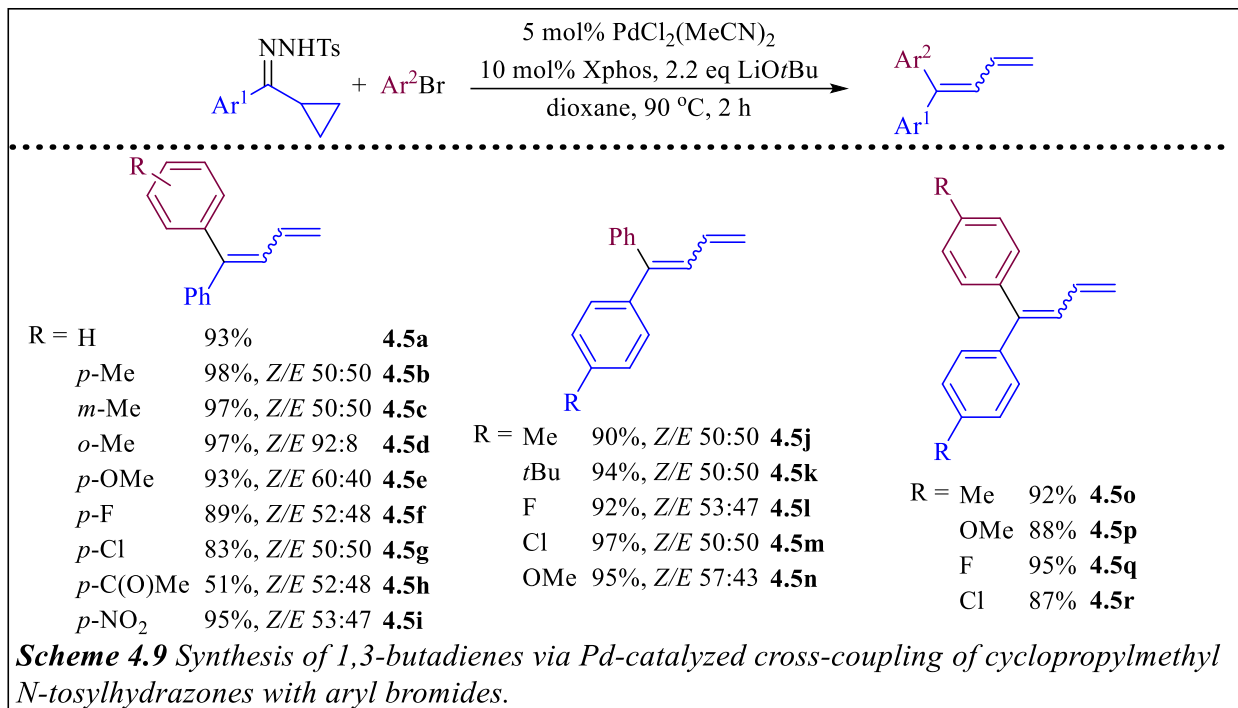 NNHTs
Ar¹
+ Ar²Br
5 mol% PdCl₂(MeCN)₂
10 mol% Xphos, 2.2 eq LiOtBu
dioxane, 90 °C, 2 h
Ar²
Ar¹
R
Ph
R = H 93% 4.5a
p-Me 98%, Z/E 50:50 4.5b
m-Me 97%, Z/E 50:50 4.5c
o-Me 97%, Z/E 92:8 4.5d
p-OMe 93%, Z/E 60:40 4.5e
p-F 89%, Z/E 52:48 4.5f
p-Cl 83%, Z/E 50:50 4.5g
p-C(O)Me 51%, Z/E 52:48 4.5h
p-NO₂ 95%, Z/E 53:47 4.5i
Ph
R
R = Me 90%, Z/E 50:50 4.5j
tBu 94%, Z/E 50:50 4.5k
F 92%, Z/E 53:47 4.5l
Cl 97%, Z/E 50:50 4.5m
OMe 95%, Z/E 57:43 4.5n
R
R
R = Me 92% 4.5o
OMe 88% 4.5p
F 95% 4.5q
Cl 87% 4.5r
Scheme 4.9 Synthesis of 1,3-butadienes via Pd-catalyzed cross-coupling of cyclopropylmethyl
N-tosylhydrazones with aryl bromides.